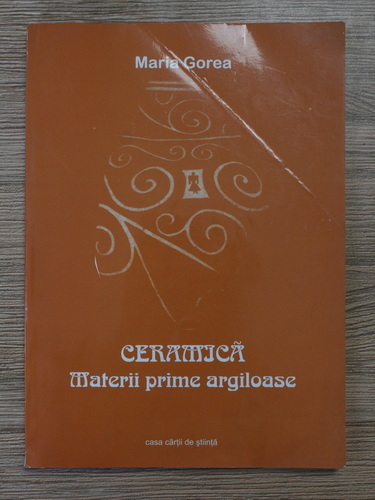 Maria Gorea
CERAMICĂ
Materii prime argiloase
casa cărții de știință